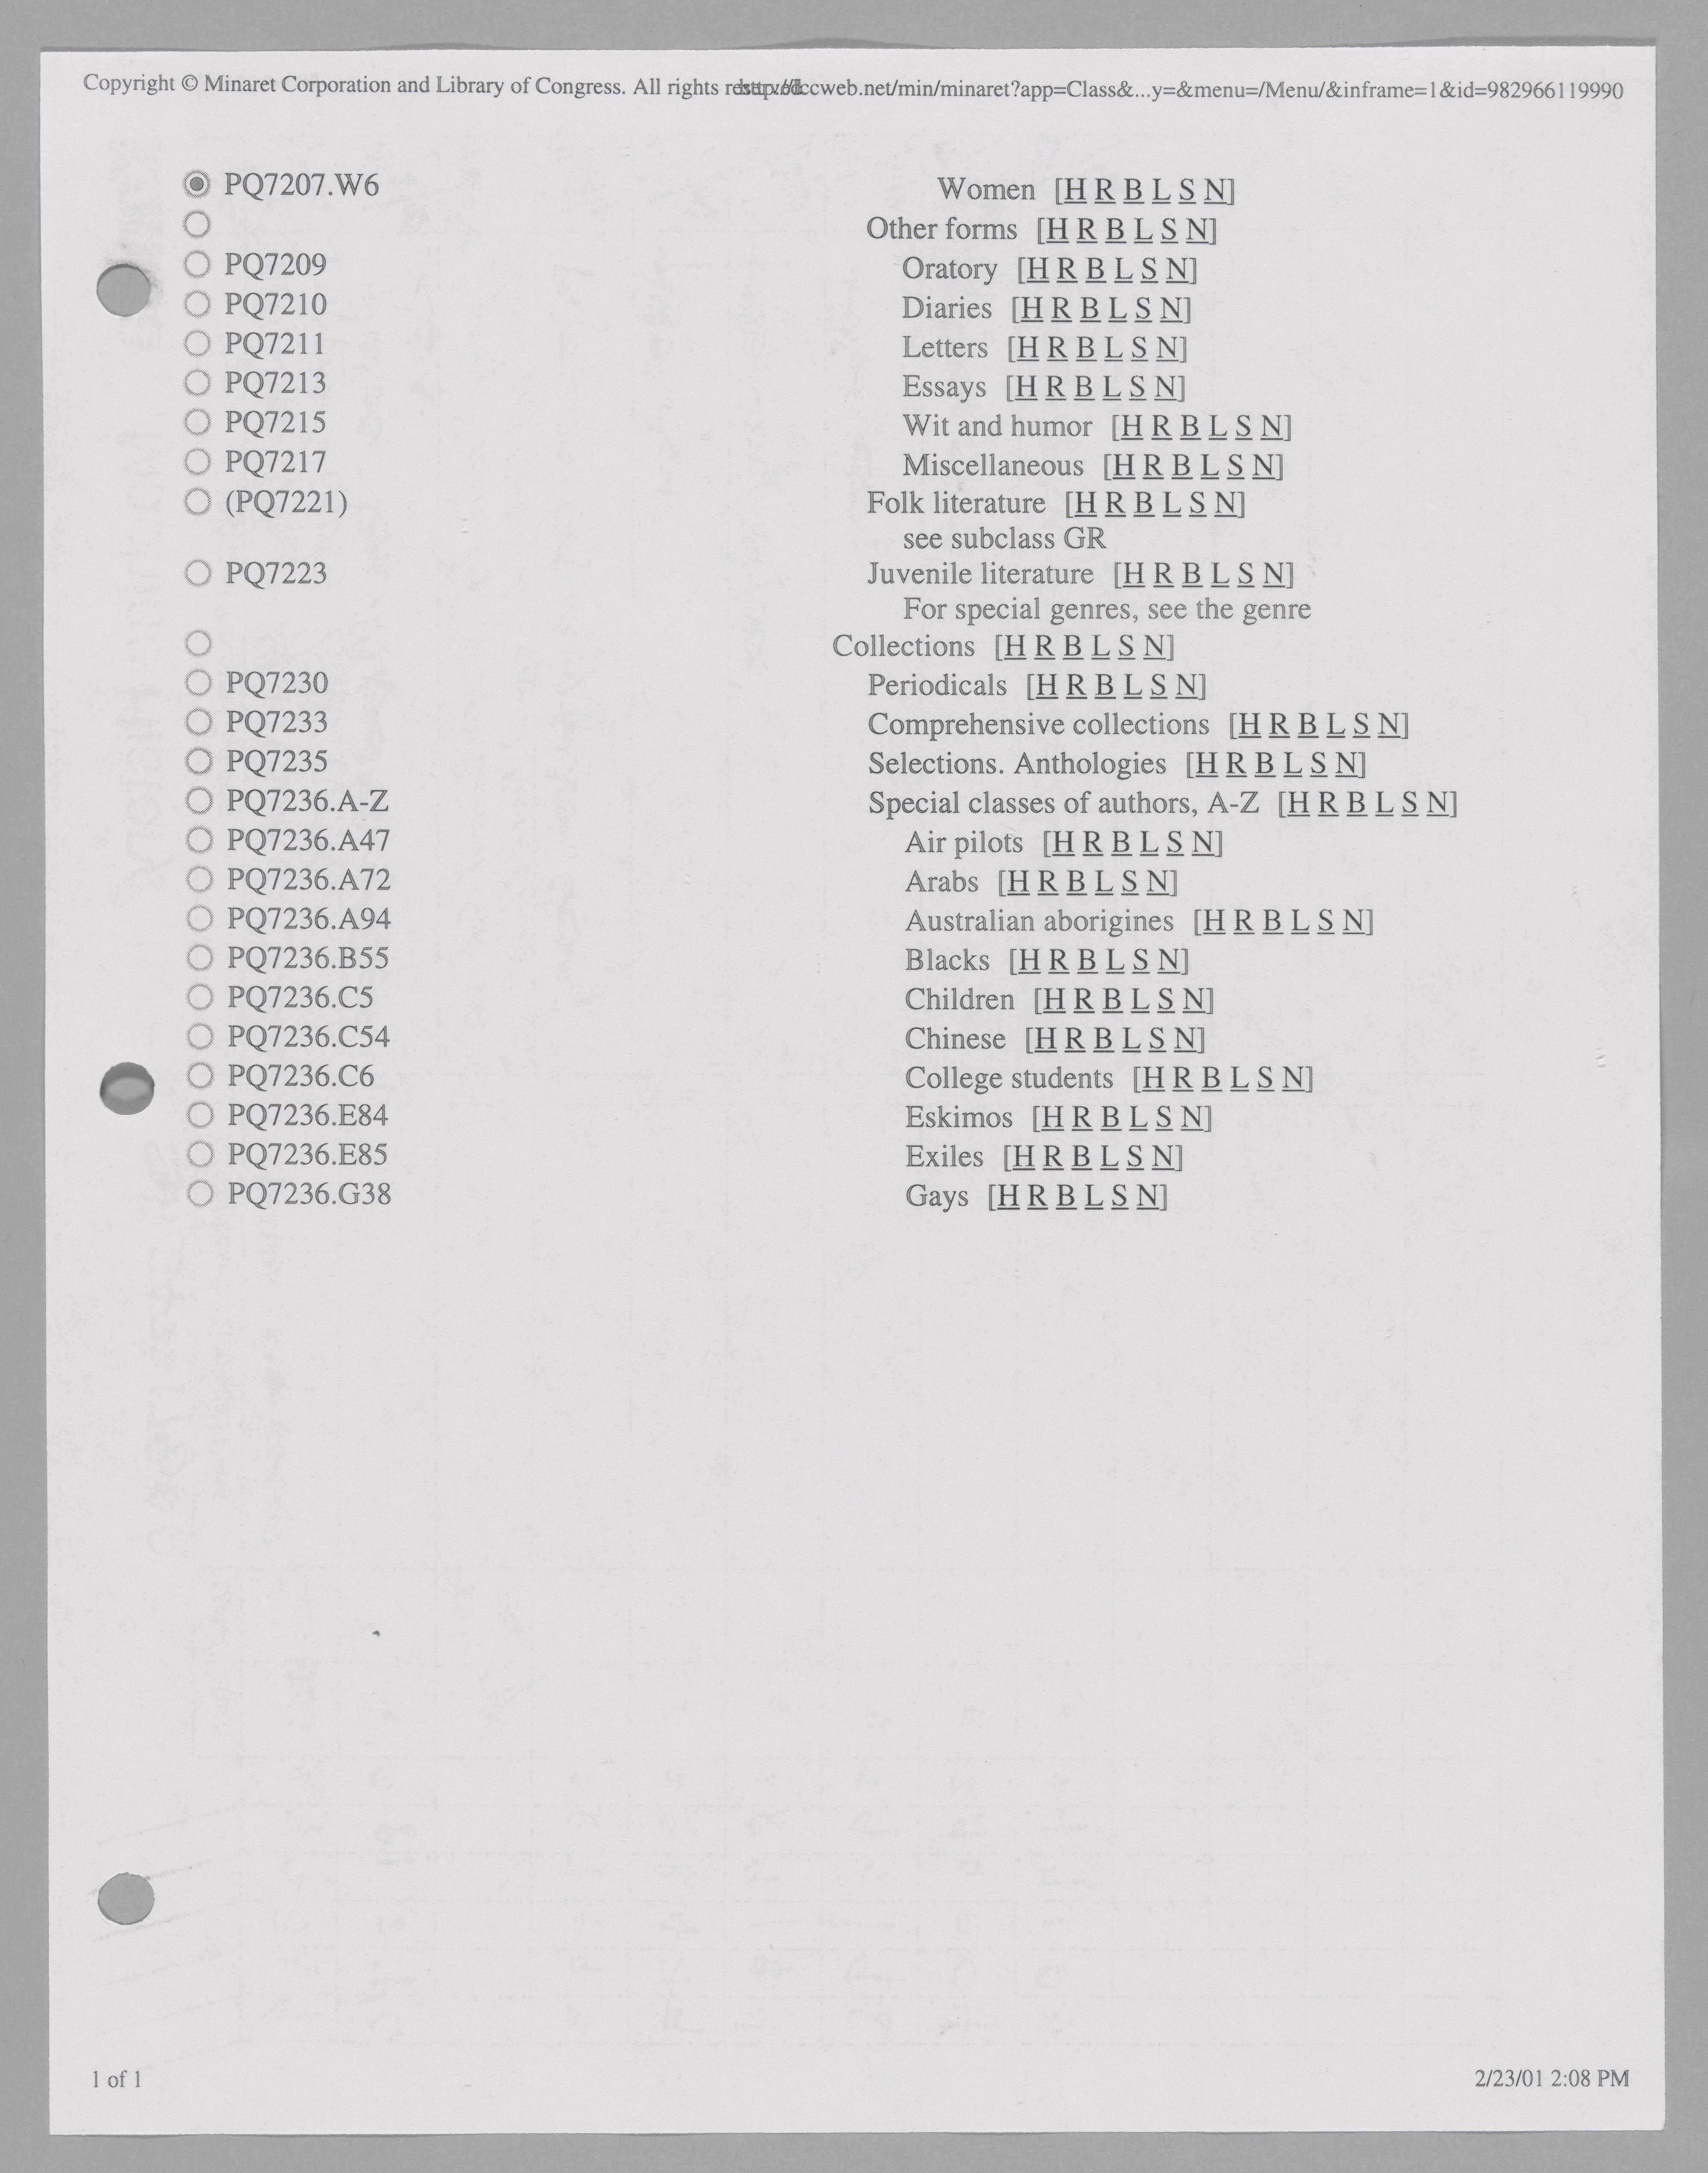 Copyright © Minaret Corporation and Library of Congress. All rights http://lccweb.net/min/minaret?app=Class&...y=&menu=/Menu/&inframe=1&id=982966119990
PQ7207.W6 Women [H R B L S N]
Other forms [H R B L S N]
PQ7209 Oratory [H R B L S N]
PQ7210 Diaries [H R B L S N]
PQ7211 Letters [H R B L S N]
PQ7213 Essays [H R B L S N]
PQ7215 Wit and humor [H R B L S N]
PQ7217 Miscellaneous [H R B L S N]
(PQ7221) Folk literature [H R B L S N]
see subclass GR
PQ7223 Juvenile literature [H R B L S N]
For special genres, see the genre
Collections [H R B L S N]
PQ7230 Periodicals [H R B L S N]
PQ7233 Comprehensive collections [H R B L S N]
PQ7235 Selections. Anthologies [H R B L S N]
PQ7236.A-Z Special classes of authors, A-Z [H R B L S N]
PQ7236.A47 Air pilots [H R B L S N]
PQ7236.A72 Arabs [H R B L S N]
PQ7236.A94 Australian aborigines [H R B L S N]
PQ7236.B55 Blacks [H R B L S N]
PQ7236.C5 Children [H R B L S N]
PQ7236.C54 Chinese [H R B L S N]
PQ7236.C6 College students [H R B L S N]
PQ7236.E84 Eskimos [H R B L S N]
PQ7236.E85 Exiles [H R B L S N]
PQ7236.G38 Gays [H R B L S N]
1 of 1
2/23/01 2:08 PM